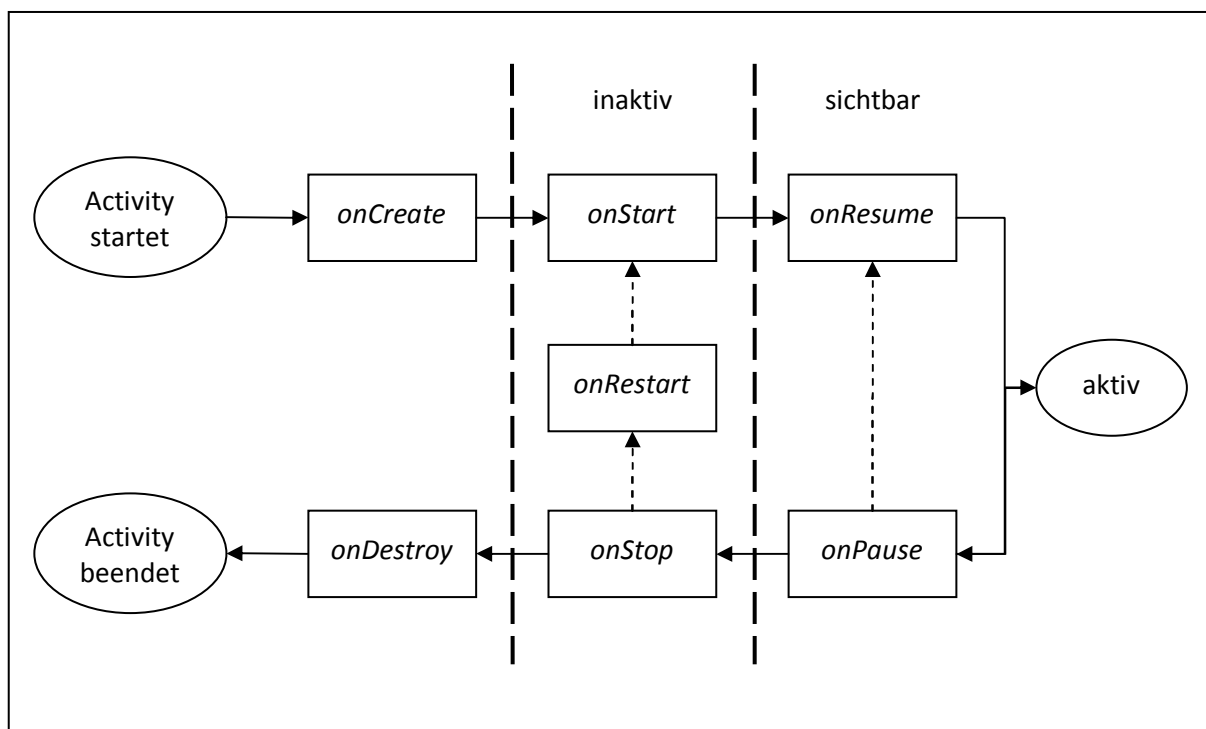 inaktiv
sichtbar
Activity
startet
onCreate
onStart
onResume
onRestart
aktiv
Activity
beendet
onDestroy
onStop
onPause